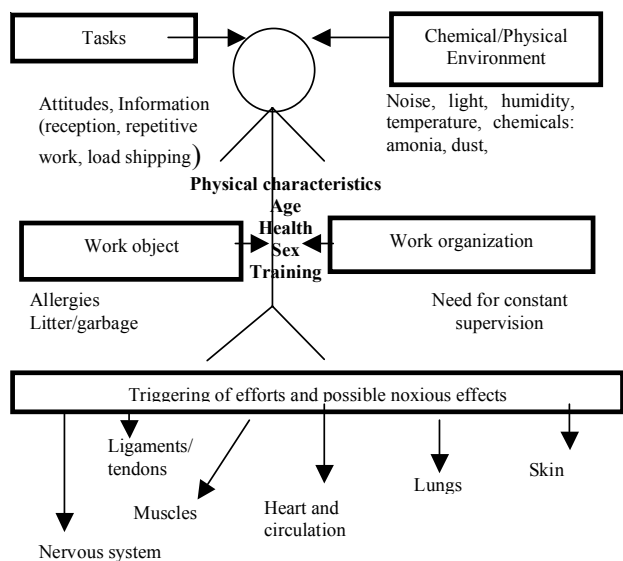 Tasks
Chemical/Physical
Environment
Attitudes, Information
(reception, repetitive
work, load shipping)
Noise, light, humidity,
temperature, chemicals:
amonia, dust,
Physical characteristics
Age
Health
Sex
Training
Work object
Work organization
Allergies
Litter/garbage
Need for constant
supervision
Triggering of efforts and possible noxious effects
Ligaments/
tendons
Muscles
Heart and
circulation
Lungs
Skin
Nervous system